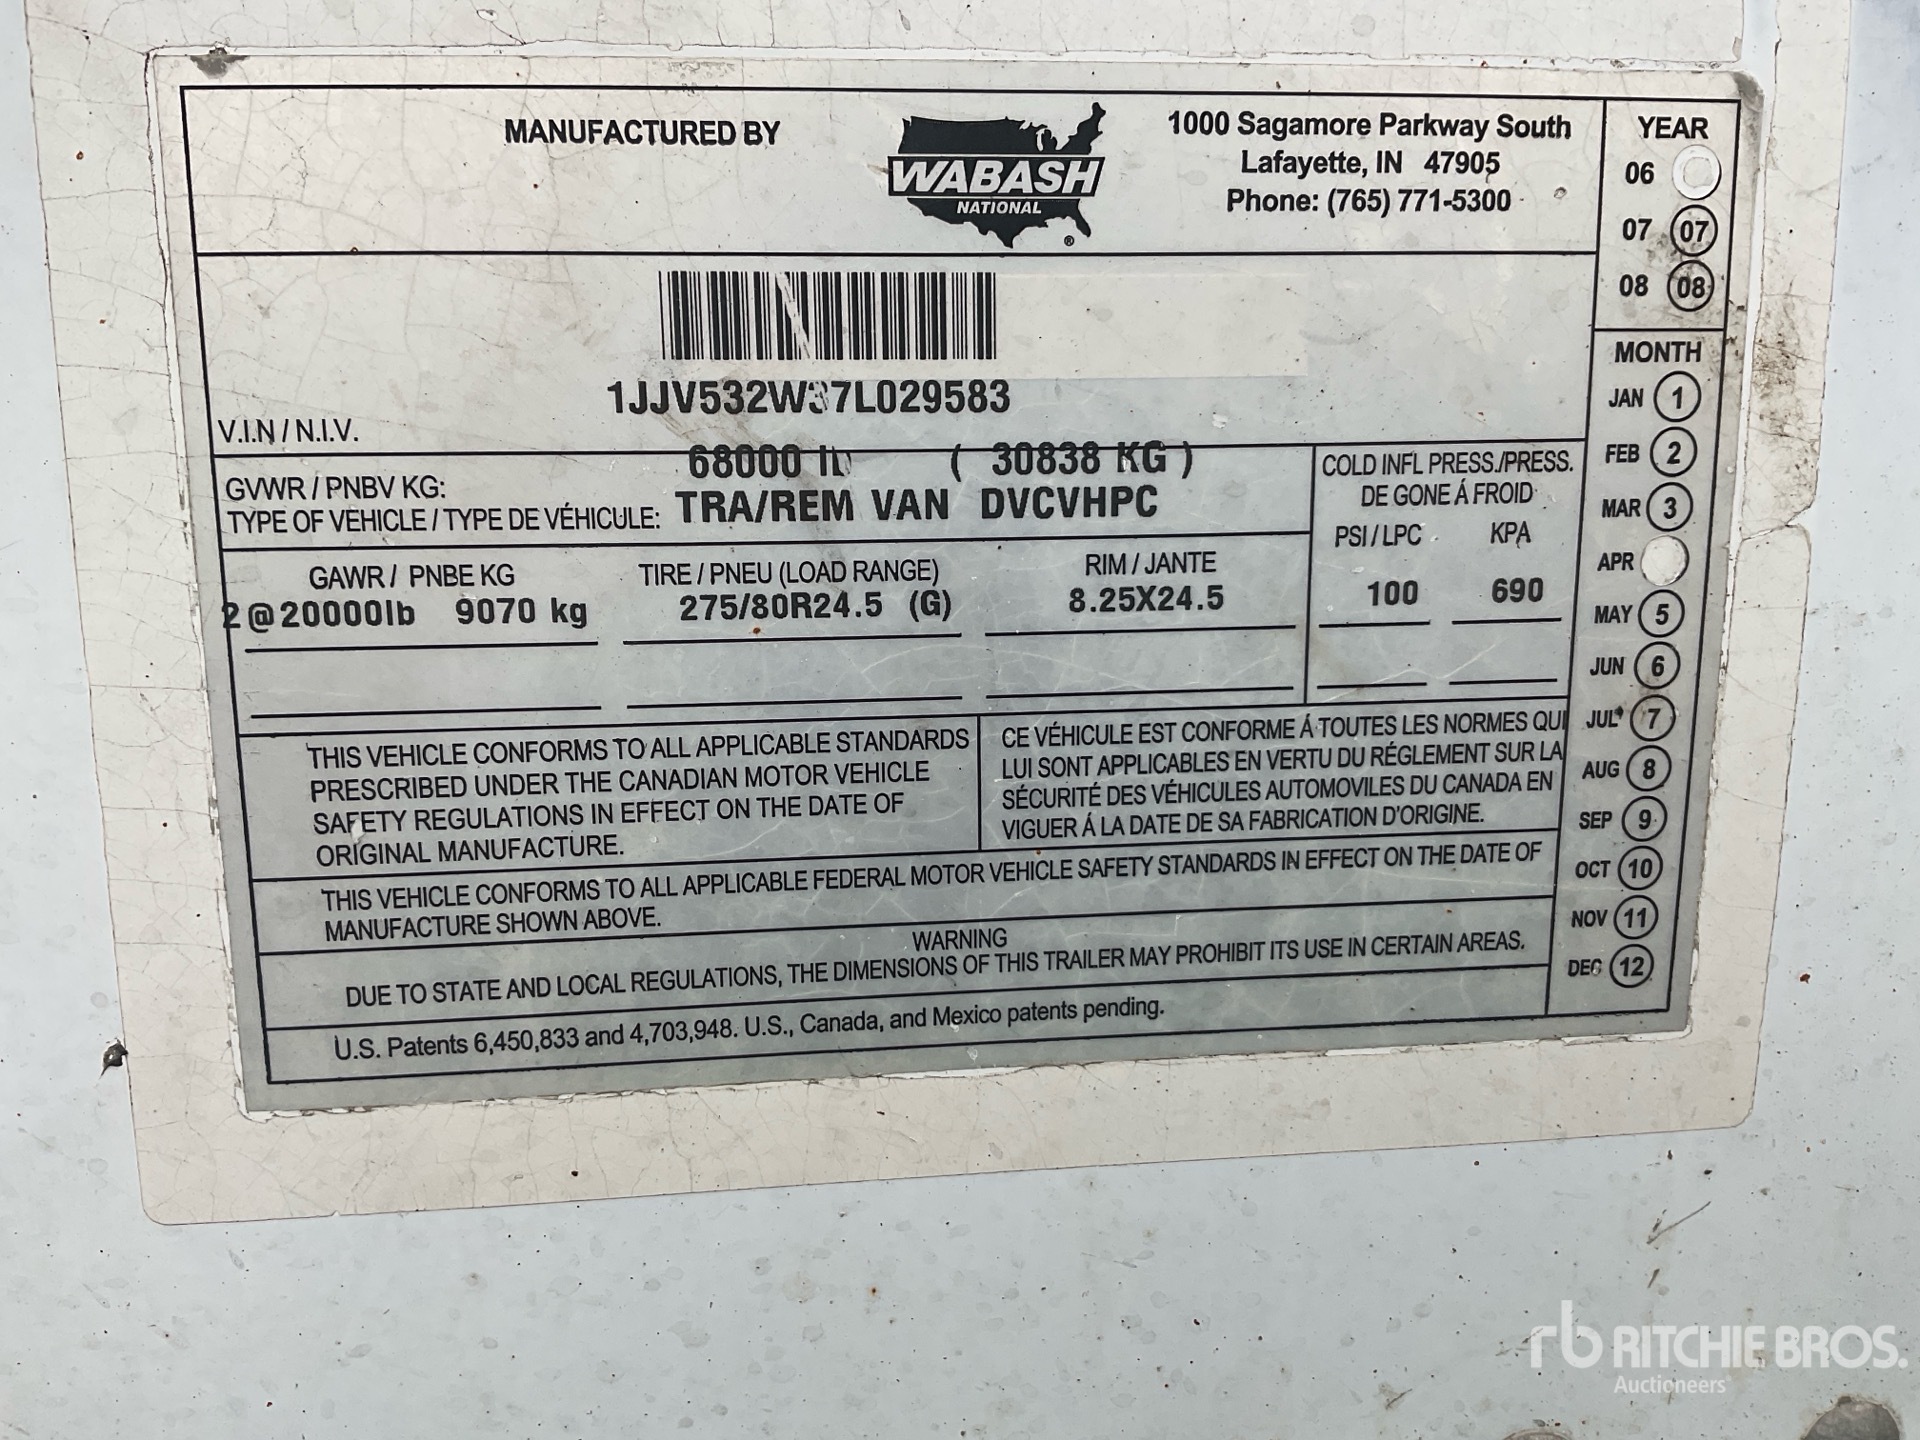 MANUFACTURED BY
WABASH
NATIONAL
®
1000 Sagamore Parkway South
Lafayette, IN 47905
Phone: (765) 771-5300
1JJV532W37L029583
V.I.N / N.I.V.
68000 lb ( 30838 KG )
GVWR / PNBV KG:
TYPE OF VEHICLE / TYPE DE VÉHICULE: TRA/REM VAN DVCVHPC
COLD INFL PRESS./PRESS.
DE GONE Á FROID
PSI / LPC KPA
100 690
GAWR / PNBE KG TIRE / PNEU (LOAD RANGE) RIM / JANTE
2@20000lb 9070 kg 275/80R24.5 (G) 8.25X24.5
THIS VEHICLE CONFORMS TO ALL APPLICABLE STANDARDS
PRESCRIBED UNDER THE CANADIAN MOTOR VEHICLE
SAFETY REGULATIONS IN EFFECT ON THE DATE OF
ORIGINAL MANUFACTURE.
CE VÉHICULE EST CONFORME Á TOUTES LES NORMES QUI
LUI SONT APPLICABLES EN VERTU DU RÉGLEMENT SUR LA
SÉCURITÉ DES VÉHICULES AUTOMOVILES DU CANADA EN
VIGUER Á LA DATE DE SA FABRICATION D'ORIGINE.
THIS VEHICLE CONFORMS TO ALL APPLICABLE FEDERAL MOTOR VEHICLE SAFETY STANDARDS IN EFFECT ON THE DATE OF
MANUFACTURE SHOWN ABOVE.
WARNING
DUE TO STATE AND LOCAL REGULATIONS, THE DIMENSIONS OF THIS TRAILER MAY PROHIBIT ITS USE IN CERTAIN AREAS.
U.S. Patents 6,450,833 and 4,703,948. U.S., Canada, and Mexico patents pending.
YEAR
06
07 07
08 08
MONTH
JAN 1
FEB 2
MAR 3
APR
MAY 5
JUN 6
JUL 7
AUG 8
SEP 9
OCT 10
NOV 11
DEC 12
rb RITCHIE BROS.
Auctioneers